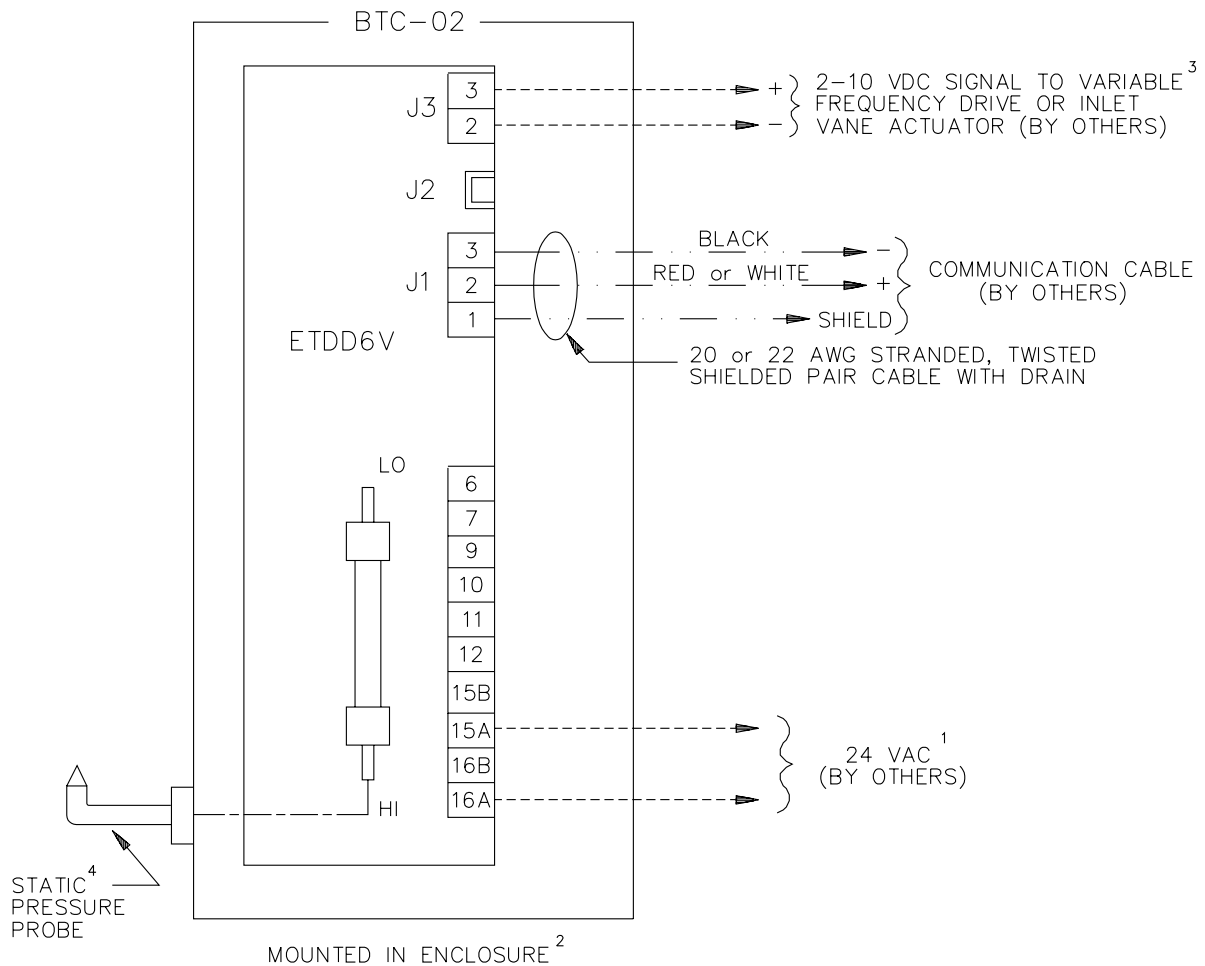 BTC-02
J3
3
2
+
-
2-10 VDC SIGNAL TO VARIABLE 3
FREQUENCY DRIVE OR INLET
VANE ACTUATOR (BY OTHERS)
J2
J1
3
2
1
BLACK
-
RED or WHITE
+
SHIELD
COMMUNICATION CABLE
(BY OTHERS)
ETDD6V
20 or 22 AWG STRANDED, TWISTED
SHIELDED PAIR CABLE WITH DRAIN
LO
6
7
9
10
11
12
15B
15A
16B
16A
24 VAC 1
(BY OTHERS)
HI
STATIC 4
PRESSURE
PROBE
MOUNTED IN ENCLOSURE 2